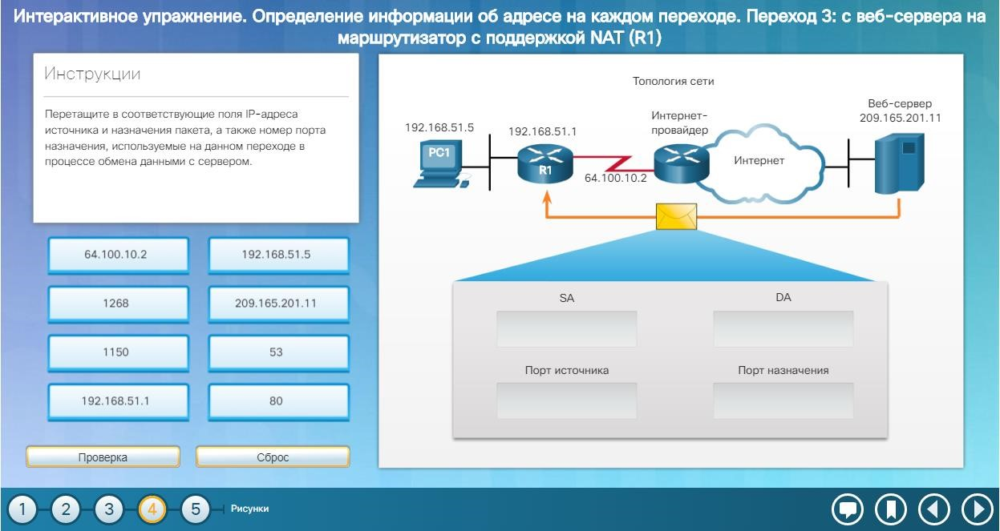 Интерактивное упражнение. Определение информации об адресе на каждом переходе. Переход 3: с веб-сервера на
маршрутизатор с поддержкой NAT (R1)
Инструкции
Перетащите в соответствующие поля IP-адреса
источника и назначения пакета, а также номер порта
назначения, используемые на данном переходе в
процессе обмена данными с сервером.
64.100.10.2
192.168.51.5
1268
209.165.201.11
1150
53
192.168.51.1
80
Проверка
Сброс
Топология сети
Веб-сервер
209.165.201.11
Интернет-
провайдер
192.168.51.5
192.168.51.1
PC1
R1
64.100.10.2
Интернет
SA
DA
Порт источника
Порт назначения
1
2
3
4
5
Рисунки